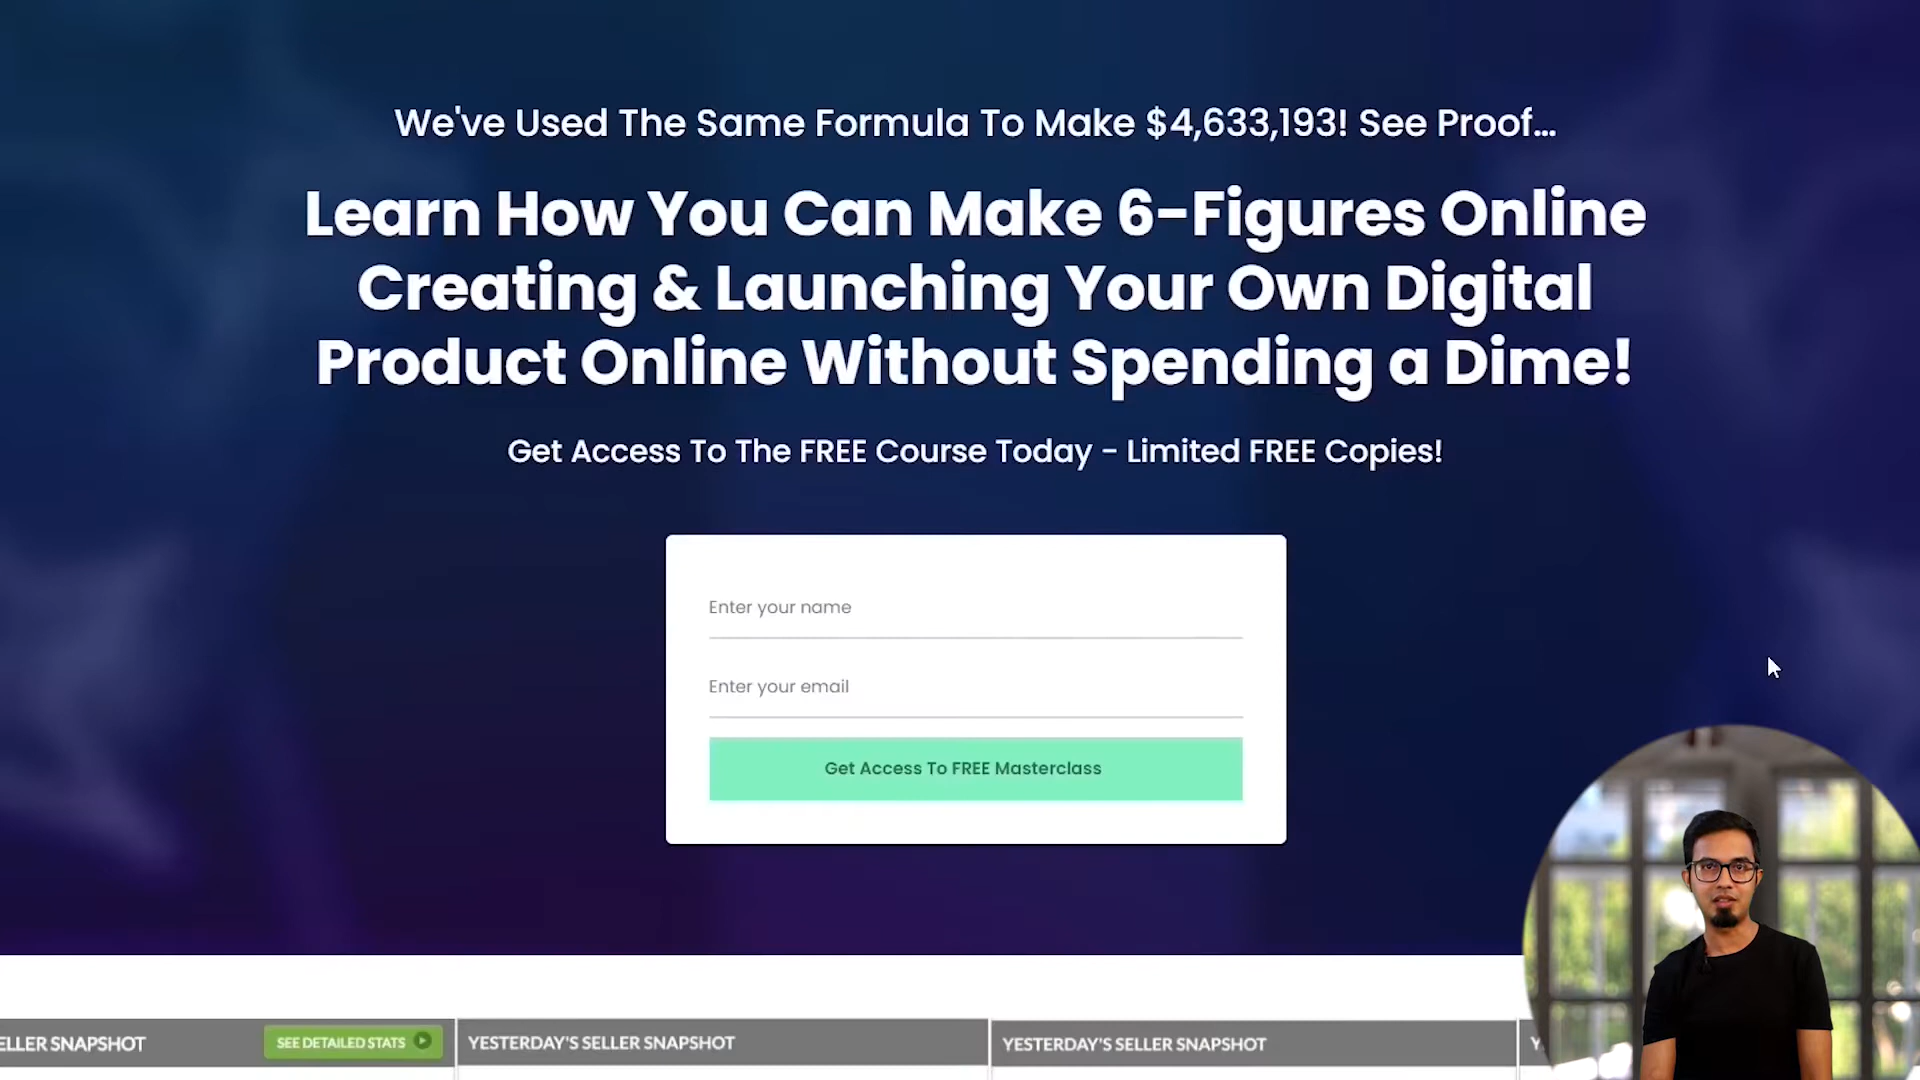 We've Used The Same Formula To Make $4,633,193! See Proof...
Learn How You Can Make 6-Figures Online
Creating & Launching Your Own Digital
Product Online Without Spending a Dime!
Get Access To The FREE Course Today - Limited FREE Copies!
Enter your name
Enter your email
Get Access To FREE Masterclass
ELLER SNAPSHOT
SEE DETAILED STATS
YESTERDAY'S SELLER SNAPSHOT
YESTERDAY'S SELLER SNAPSHOT
Y